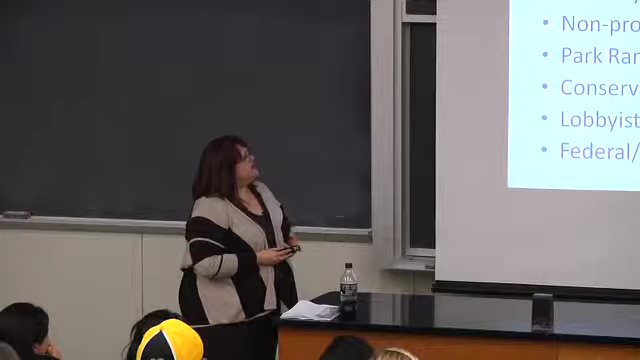 • Non-pro
• Park Ran
• Conserv
• Lobbyist
• Federal/